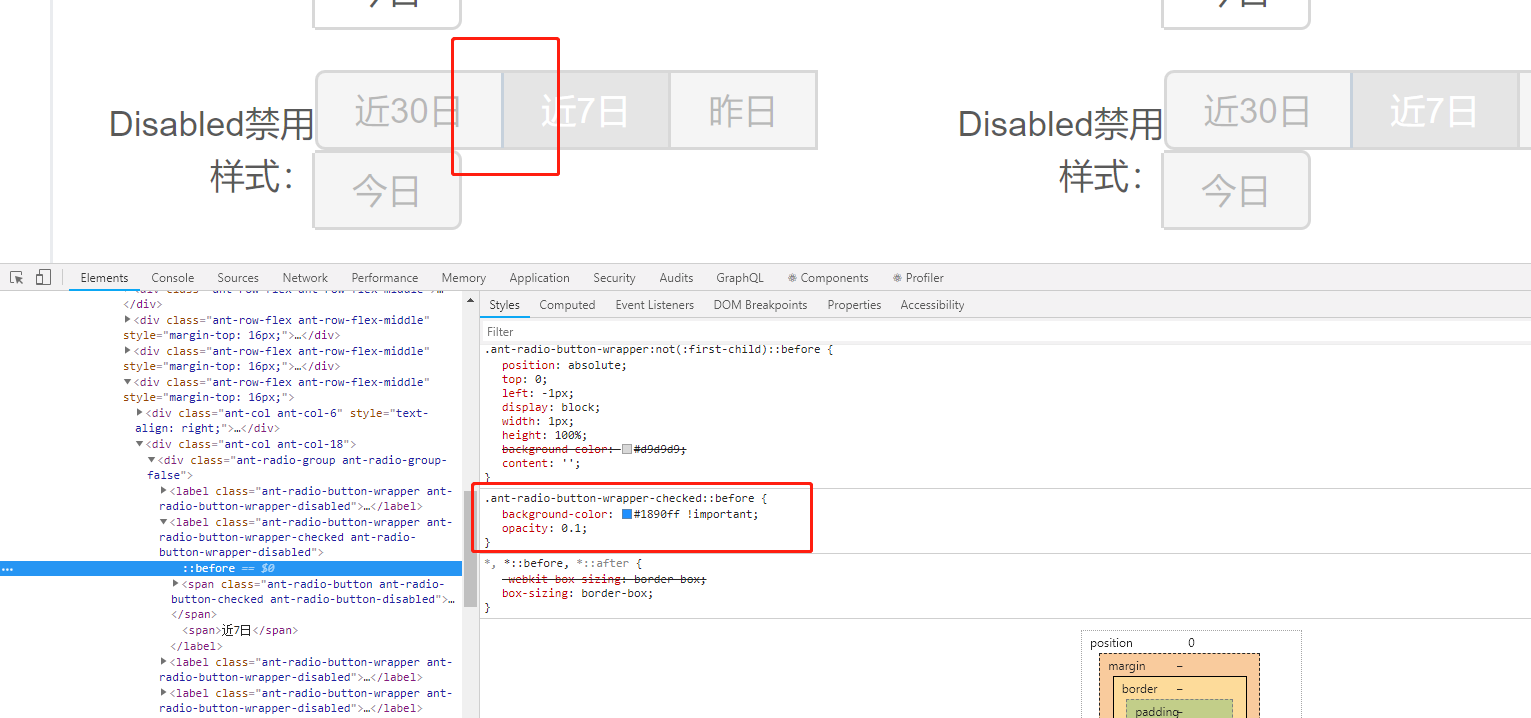 今日
今日
近30日
近7日
昨日
近30日
近7日
Disabled禁用
样式：
Disabled禁用
样式：
今日
今日
Elements Console Sources Network Performance Memory Application Security Audits GraphQL Components Profiler
</div>
<div class="ant-row-flex ant-row-flex-middle"
style="margin-top: 16px;">…</div>
<div class="ant-row-flex ant-row-flex-middle"
style="margin-top: 16px;">…</div>
<div class="ant-row-flex ant-row-flex-middle"
style="margin-top: 16px;">
<div class="ant-col ant-col-6" style="text-
align: right;">…</div>
<div class="ant-col ant-col-18">
<div class="ant-radio-group ant-radio-group-
false">
<label class="ant-radio-button-wrapper ant-
radio-button-wrapper-disabled">…</label>
<label class="ant-radio-button-wrapper ant-
radio-button-wrapper-checked ant-radio-
button-wrapper-disabled">
… ::before == $0
<span class="ant-radio-button ant-radio-
button-checked ant-radio-button-disabled">…
</span>
<span>近7日</span>
</label>
<label class="ant-radio-button-wrapper ant-
radio-button-wrapper-disabled">…</label>
<label class="ant-radio-button-wrapper ant-
radio-button-wrapper-disabled">…</label>
Styles Computed Event Listeners DOM Breakpoints Properties Accessibility
Filter
.ant-radio-button-wrapper:not(:first-child)::before {
position: absolute;
top: 0;
left: -1px;
display: block;
width: 1px;
height: 100%;
background-color: #d9d9d9;
content: '';
}
.ant-radio-button-wrapper-checked::before {
background-color: #1890ff !important;
opacity: 0.1;
}
*, *::before, *::after {
-webkit-box-sizing: border-box;
box-sizing: border-box;
}
position 0
margin –
border –
padding–